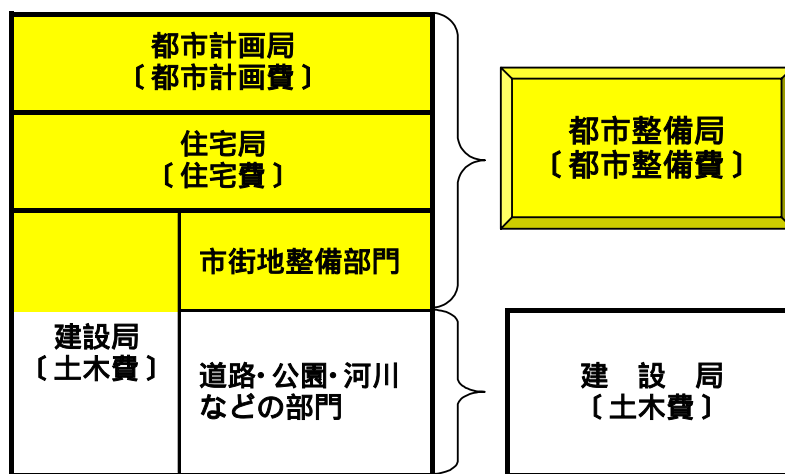 都市計画局
〔都市計画費〕
住宅局
〔住宅費〕
市街地整備部門
建設局
〔土木費〕
道路・公園・河川
などの部門
都市整備局
〔都市整備費〕
建　設　局
〔土木費〕